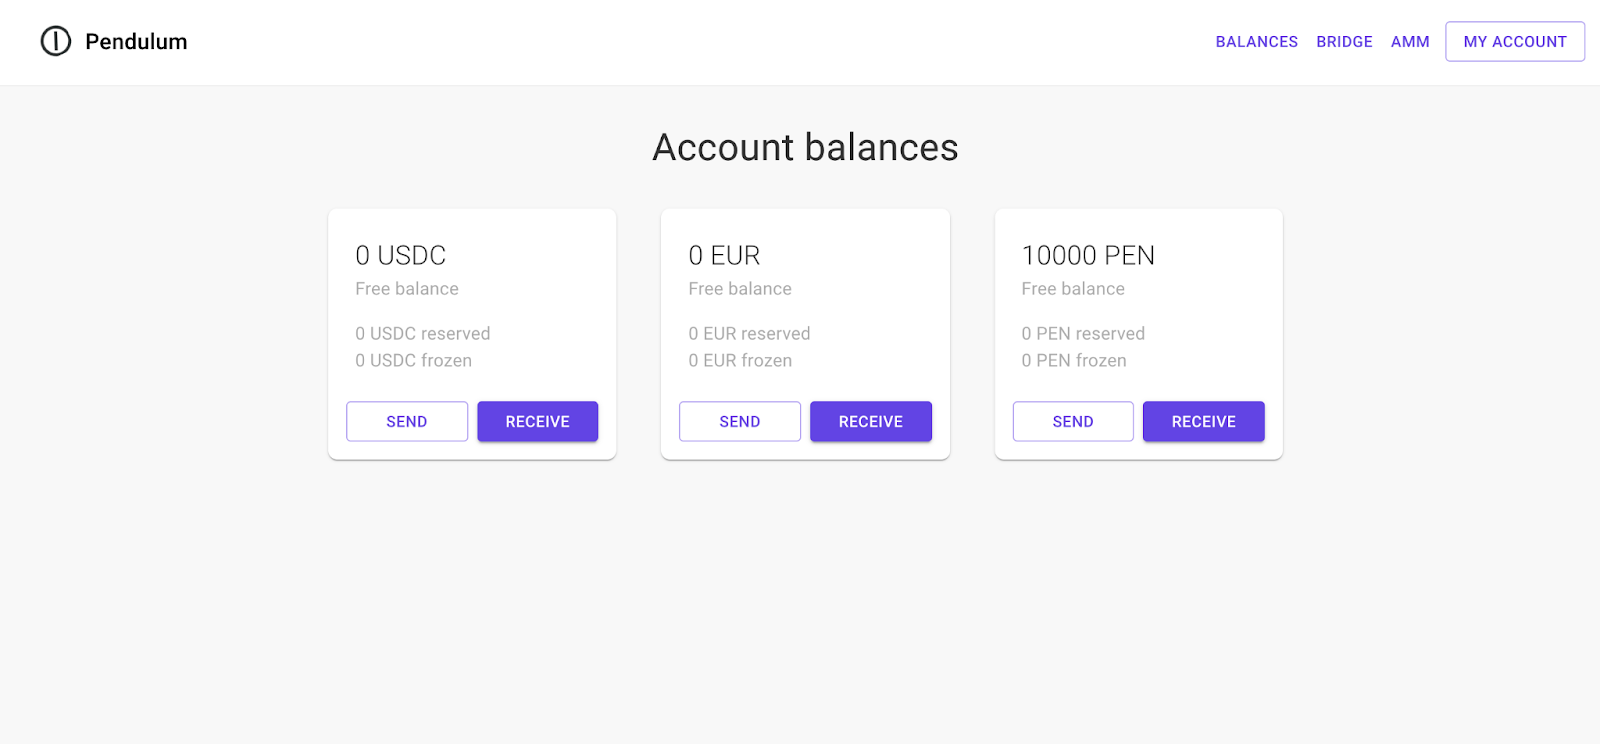 Pendulum
BALANCES BRIDGE AMM MY ACCOUNT
Account balances
0 USDC
Free balance
0 USDC reserved
0 USDC frozen
SEND RECEIVE
0 EUR
Free balance
0 EUR reserved
0 EUR frozen
SEND RECEIVE
10000 PEN
Free balance
0 PEN reserved
0 PEN frozen
SEND RECEIVE